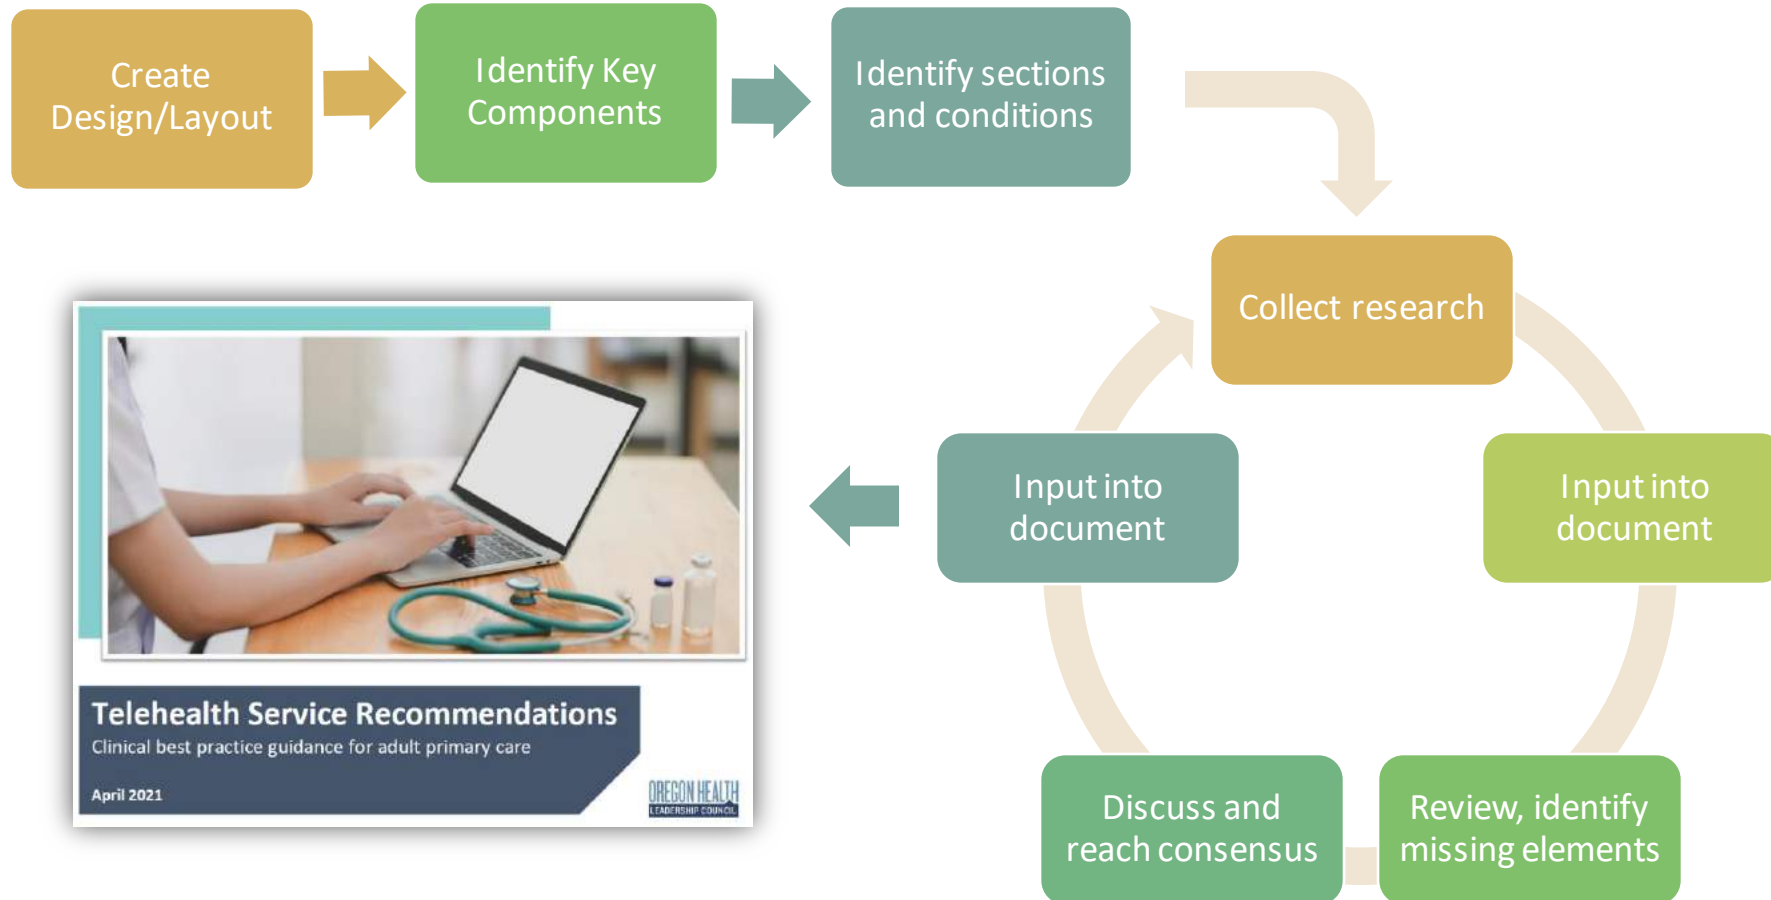 Create
Design/Layout
Identify Key
Components
Identify sections
and conditions
Collect research
Input into
document
Input into
document
Review, identify
missing elements
Discuss and
reach consensus
Telehealth Service Recommendations
Clinical best practice guidance for adult primary care
April 2021
OREGON HEALTH
LEADERSHIP COUNCIL